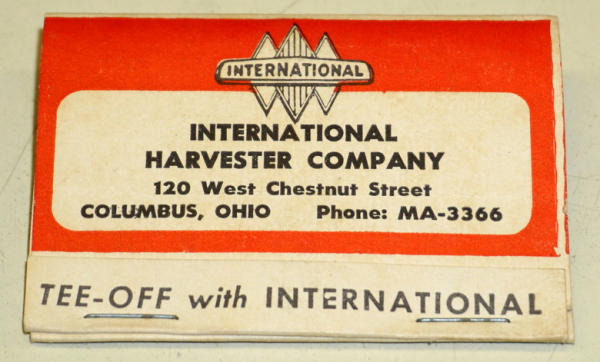 INTERNATIONAL
INTERNATIONAL
HARVESTER COMPANY
120 West Chestnut Street
COLUMBUS, OHIO Phone: MA-3366
TEE-OFF with INTERNATIONAL